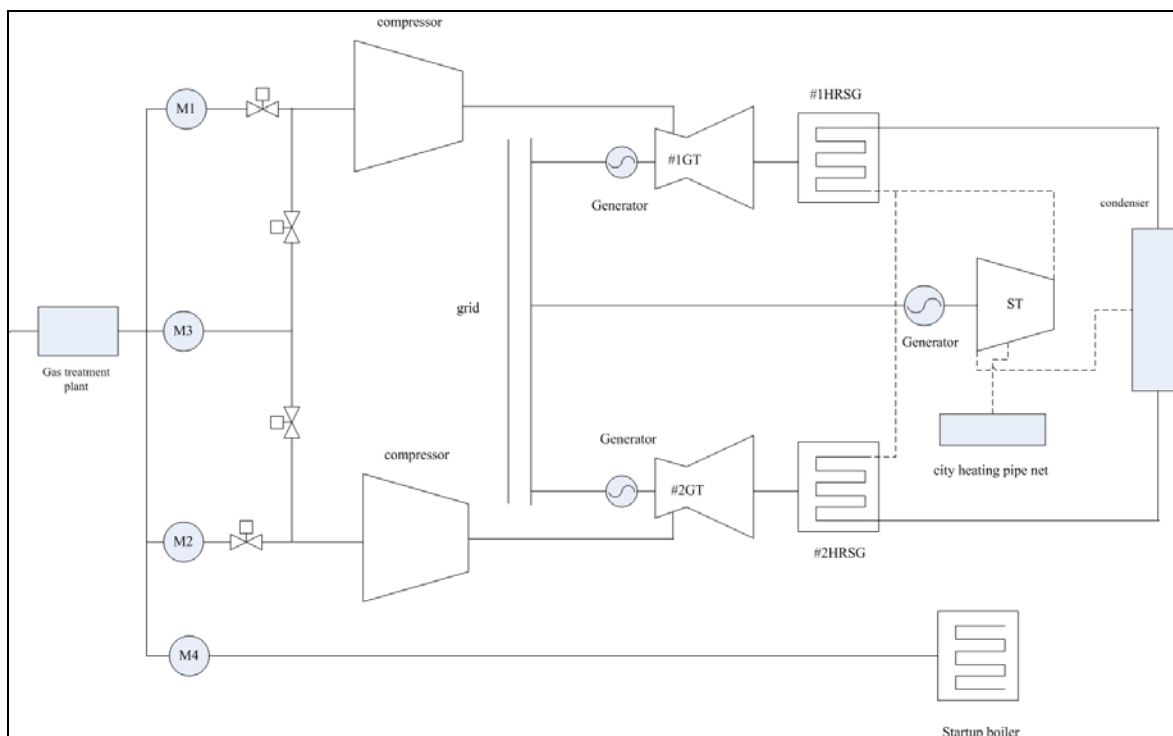 compressor
#1HRSG
M1
#1GT
Generator
condenser
grid
ST
M3
Generator
Gas treatment
plant
Generator
city heating pipe net
compressor
#2GT
M2
#2HRSG
M4
Startup boiler